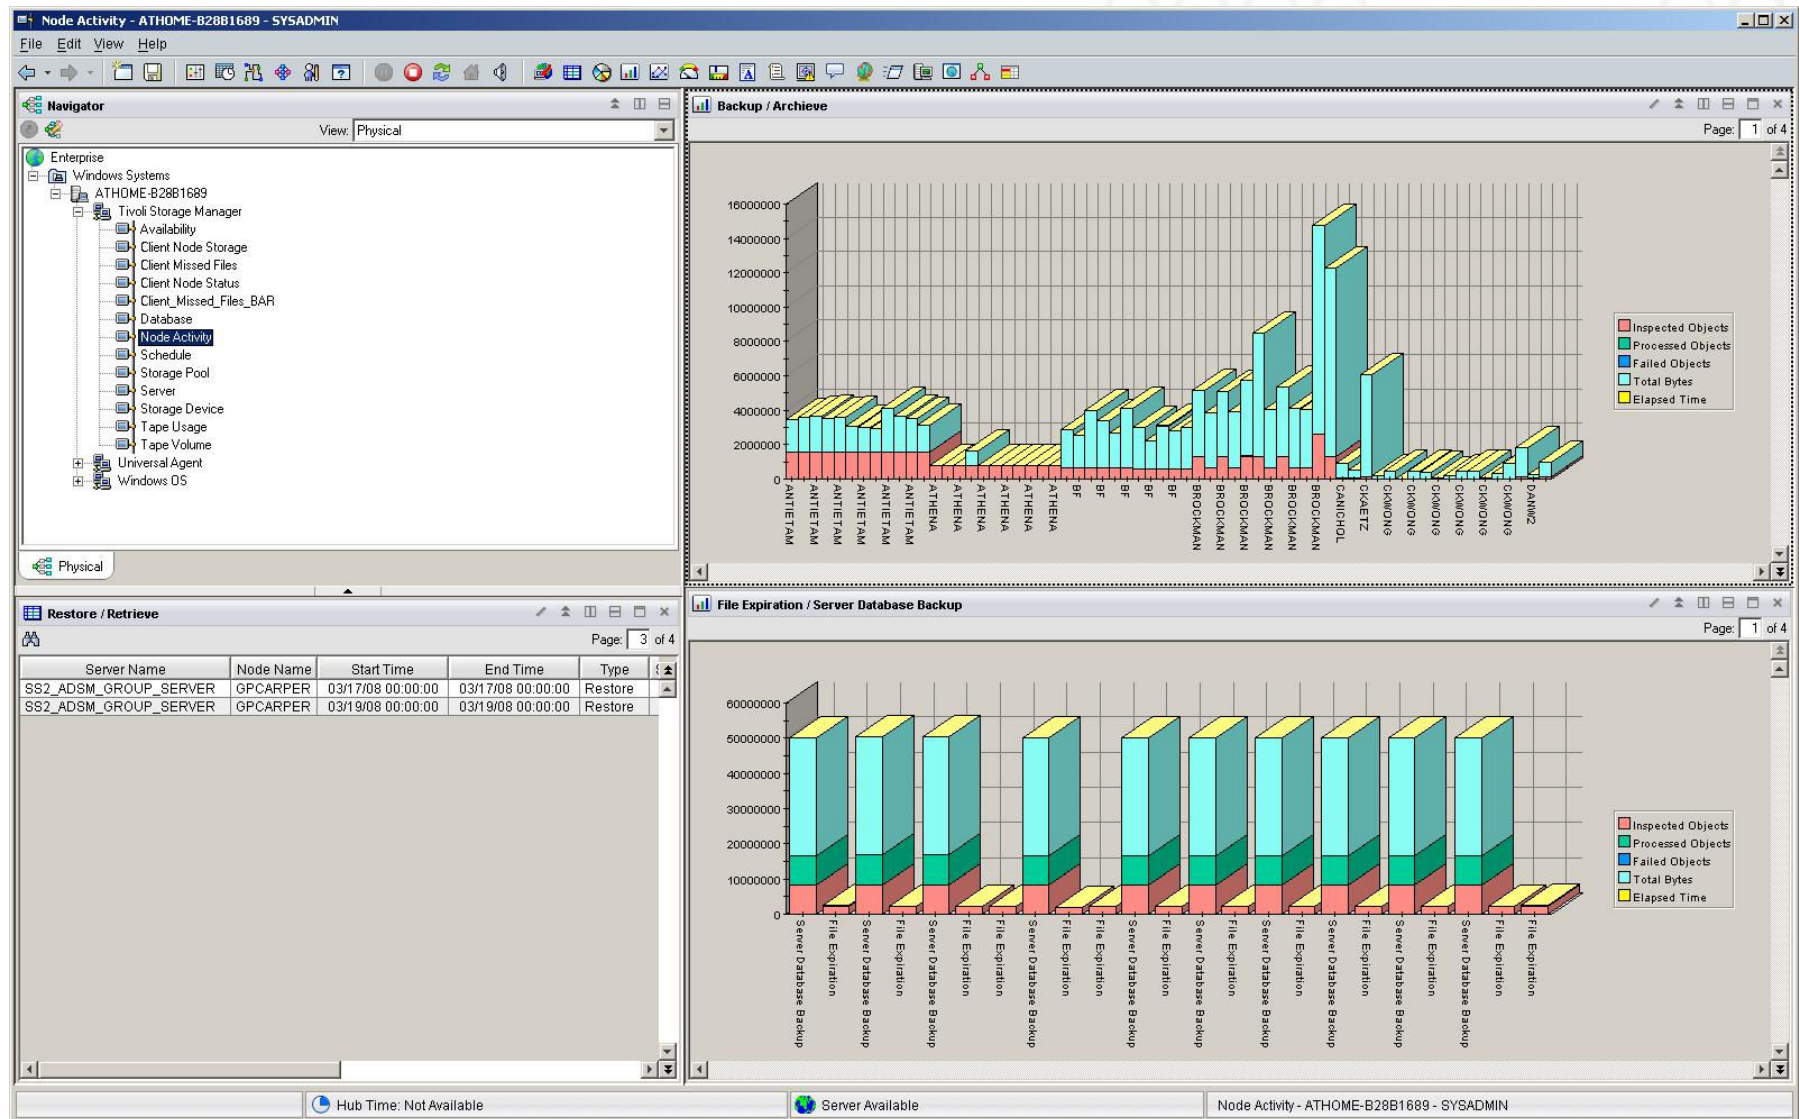 Node Activity - ATHOME-B28B1689 - SYSADMIN
File Edit View Help
Navigator
View: Physical
Enterprise
Windows Systems
ATHOME-B28B1689
Tivoli Storage Manager
Availability
Client Node Storage
Client Missed Files
Client Node Status
Client_Missed_Files_BAR
Database
Node Activity
Schedule
Storage Pool
Server
Storage Device
Tape Usage
Tape Volume
Universal Agent
Windows OS
Physical
Backup / Archieve
Page: 1 of 4
16000000
14000000
12000000
10000000
8000000
6000000
4000000
2000000
0
ANTIETAM
ANTIETAM
ANTIETAM
ANTIETAM
ANTIETAM
ANTIETAM
ATHENA
ATHENA
ATHENA
ATHENA
ATHENA
ATHENA
BF
BF
BF
BF
BF
BROCKMAN
BROCKMAN
BROCKMAN
BROCKMAN
BROCKMAN
BROCKMAN
CANICHOL
CKAETZ
CKWONG
CKWONG
CKWONG
CKWONG
CKWONG
CKWONG
DANW2
Inspected Objects
Processed Objects
Failed Objects
Total Bytes
Elapsed Time
Restore / Retrieve
Page: 3 of 4
Server Name Node Name Start Time End Time Type
SS2_ADSM_GROUP_SERVER GPCARPER 03/17/08 00:00:00 03/17/08 00:00:00 Restore
SS2_ADSM_GROUP_SERVER GPCARPER 03/19/08 00:00:00 03/19/08 00:00:00 Restore
File Expiration / Server Database Backup
Page: 1 of 4
60000000
50000000
40000000
30000000
20000000
10000000
0
Server Database Backup
File Expiration
Server Database Backup
File Expiration
Server Database Backup
File Expiration
File Expiration
Server Database Backup
File Expiration
File Expiration
Server Database Backup
File Expiration
Server Database Backup
File Expiration
Server Database Backup
File Expiration
Server Database Backup
File Expiration
Server Database Backup
File Expiration
Server Database Backup
File Expiration
File Expiration
Inspected Objects
Processed Objects
Failed Objects
Total Bytes
Elapsed Time
Hub Time: Not Available
Server Available
Node Activity - ATHOME-B28B1689 - SYSADMIN